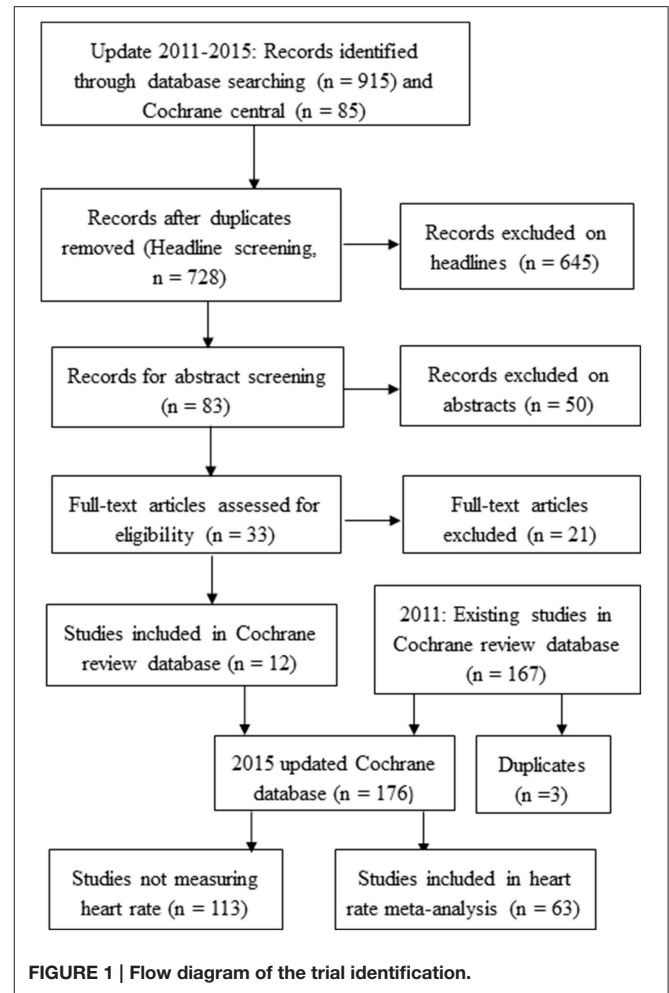 Update 2011-2015: Records identified
through database searching (n = 915) and
Cochrane central (n = 85)
Records after duplicates
removed (Headline screening,
n = 728)
Records excluded on
headlines (n = 645)
Records for abstract screening
(n = 83)
Records excluded on
abstracts (n = 50)
Full-text articles assessed for
eligibility (n = 33)
Full-text articles
excluded (n = 21)
Studies included in Cochrane
review database (n = 12)
2011: Existing studies in
Cochrane review database
(n = 167)
2015 updated Cochrane
database (n = 176)
Duplicates
(n =3)
Studies not measuring
heart rate (n = 113)
Studies included in heart
rate meta-analysis (n = 63)
FIGURE 1 | Flow diagram of the trial identification.